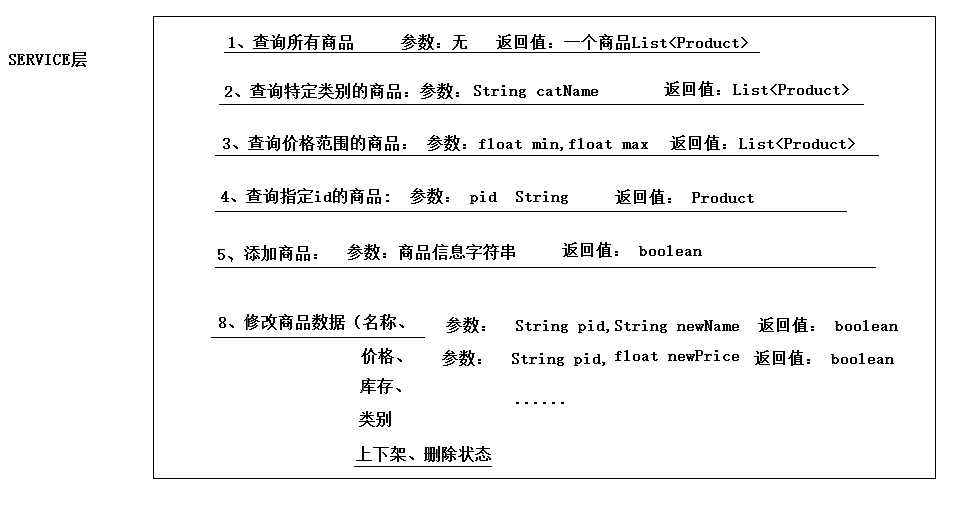 SERVICE层
1、查询所有商品 参数：无 返回值：一个商品List<Product>
2、查询特定类别的商品：参数：String catName 返回值：List<Product>
3、查询价格范围的商品： 参数：float min,float max 返回值：List<Product>
4、查询指定id的商品： 参数： pid String 返回值： Product
5、添加商品： 参数：商品信息字符串 返回值： boolean
8、修改商品数据（名称、 参数： String pid,String newName 返回值： boolean
价格、 参数： String pid,float newPrice 返回值： boolean
库存、
......
类别
上下架、删除状态